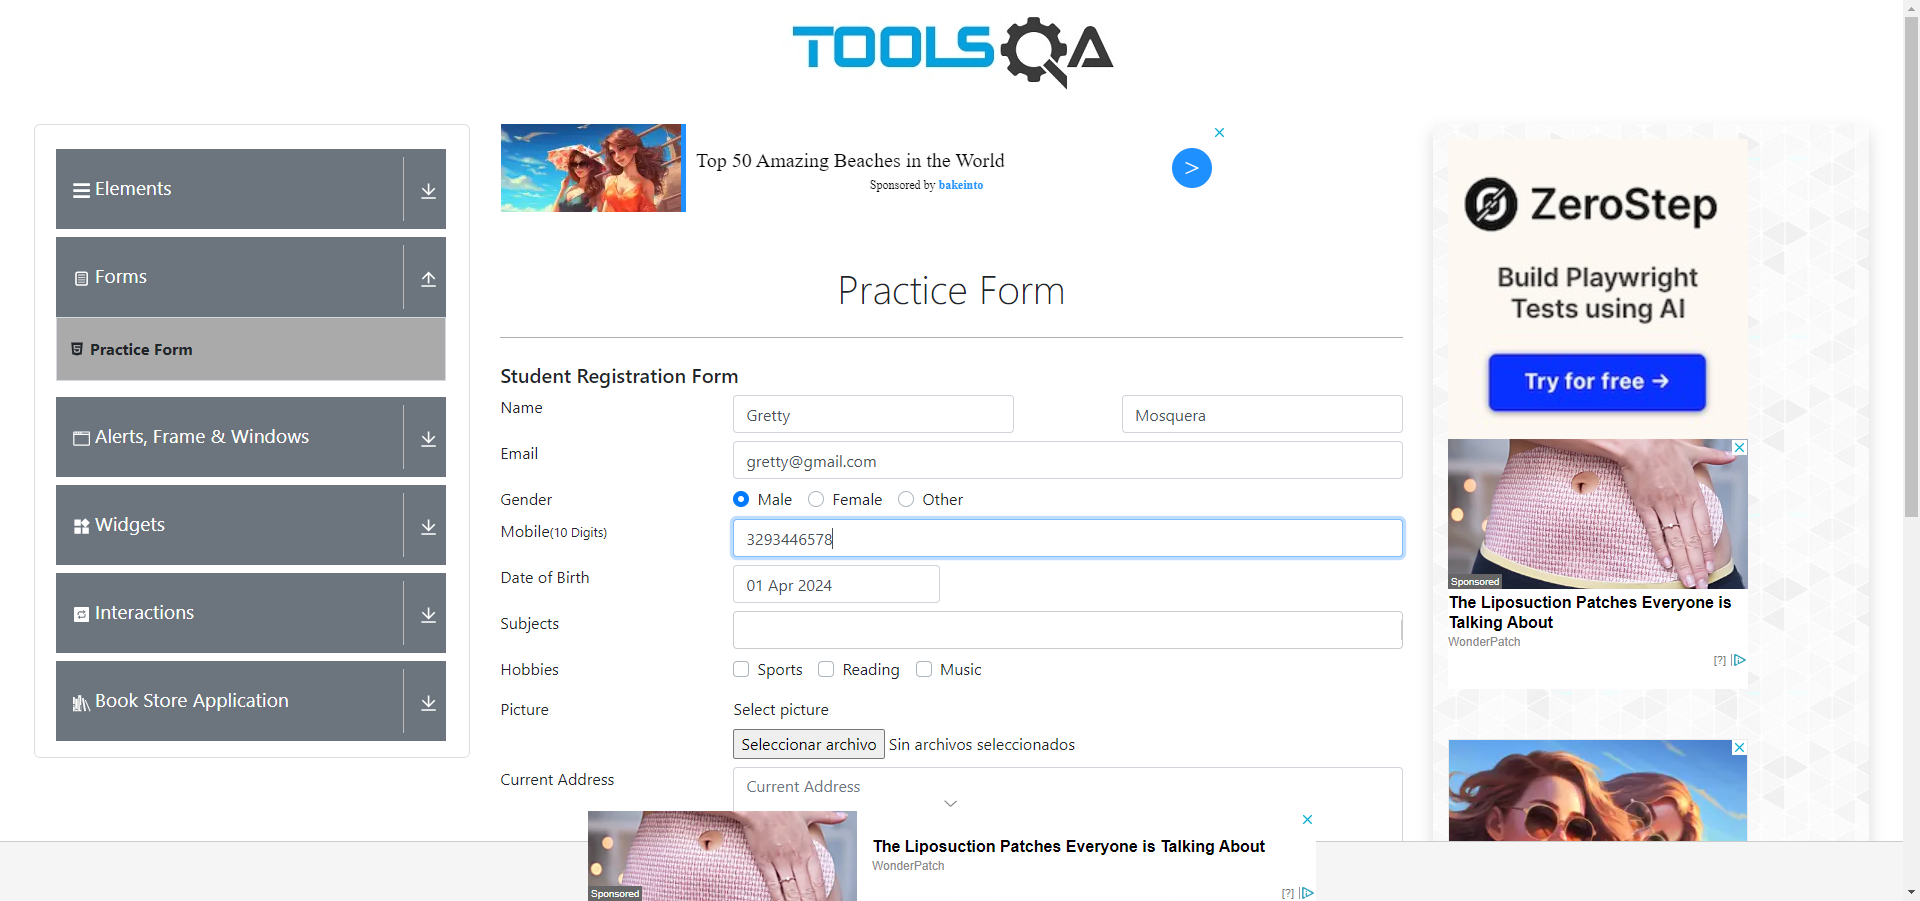 TOOLSQA
Elements
Forms
Practice Form
Alerts, Frame & Windows
Widgets
Interactions
Book Store Application
Top 50 Amazing Beaches in the World
Sponsored by bakeinto
>
Practice Form
Student Registration Form
Name Gretty Mosquera
Email gretty@gmail.com
Gender Male Female Other
Mobile(10 Digits) 3293446578
Date of Birth 01 Apr 2024
Subjects
Hobbies Sports Reading Music
Picture Select picture
Seleccionar archivo Sin archivos seleccionados
Current Address Current Address
Sponsored
The Liposuction Patches Everyone is Talking About
WonderPatch
[?]
ZeroStep
Build Playwright
Tests using AI
Try for free →
Sponsored
The Liposuction Patches Everyone is
Talking About
WonderPatch
[?]